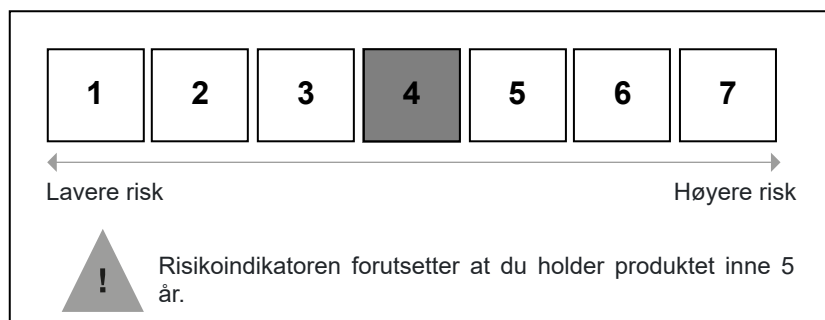 1 2 3 4 5 6 7
Lavere risk Høyere risk
! Risikoindikatoren forutsetter at du holder produktet inne 5
år.